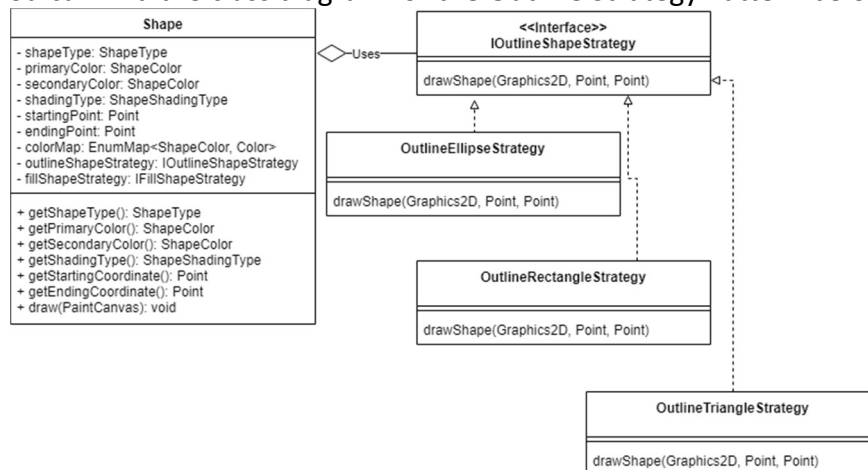 Shape
- shapeType: ShapeType
- primaryColor: ShapeColor
- secondaryColor: ShapeColor
- shadingType: ShapeShadingType
- startingPoint: Point
- endingPoint: Point
- colorMap: EnumMap<ShapeColor, Color>
- outlineShapeStrategy: IOutlineShapeStrategy
- fillShapeStrategy: IFillShapeStrategy
+ getShapeType(): ShapeType
+ getPrimaryColor(): ShapeColor
+ getSecondaryColor(): ShapeColor
+ getShadingType(): ShapeShadingType
+ getStartingCoordinate(): Point
+ getEndingCoordinate(): Point
+ draw(PaintCanvas): void
Uses
<<Interface>>
IOutlineShapeStrategy
drawShape(Graphics2D, Point, Point)
OutlineEllipseStrategy
drawShape(Graphics2D, Point, Point)
OutlineRectangleStrategy
drawShape(Graphics2D, Point, Point)
OutlineTriangleStrategy
drawShape(Graphics2D, Point, Point)